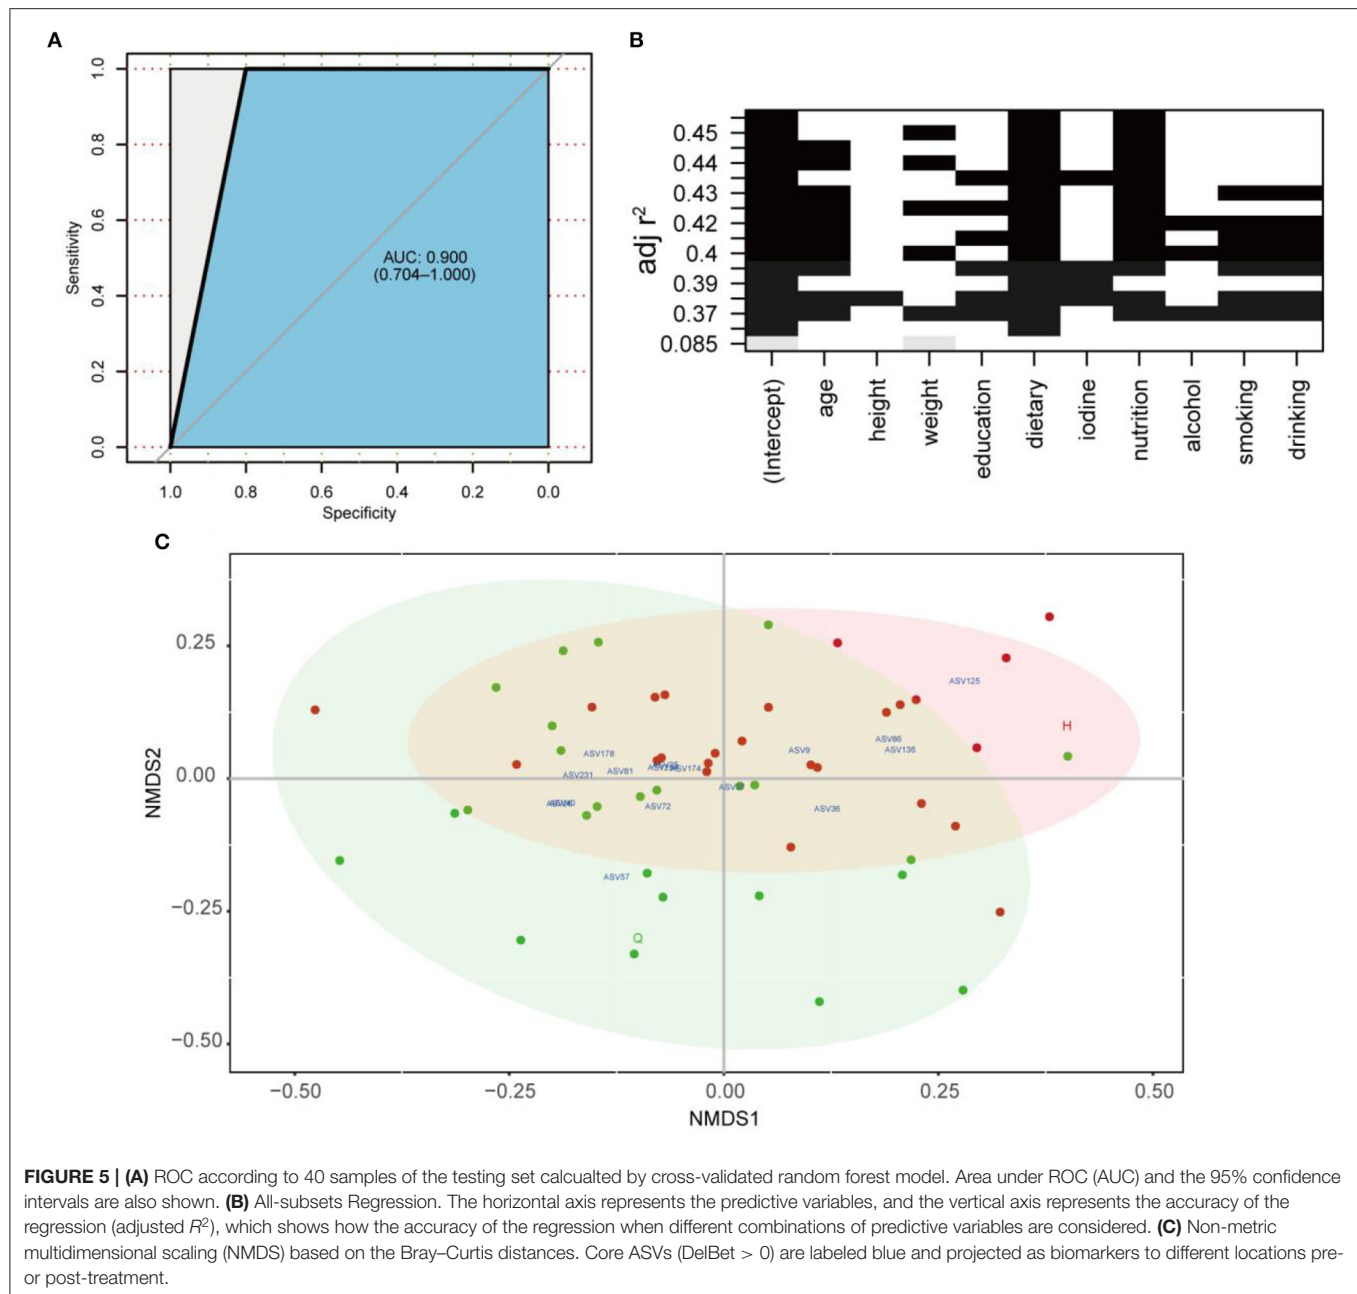 A
1.0
0.8
0.6
0.4
0.2
0.0
Sensitivity
AUC: 0.900
(0.704–1.000)
1.0 0.8 0.6 0.4 0.2 0.0
Specificity
B
0.45
0.44
0.43
0.42
0.4
0.39
0.37
0.085
adj r²
(Intercept)
age
height
weight
education
dietary
iodine
nutrition
alcohol
smoking
drinking
C
0.25
0.00
−0.25
−0.50
NMDS2
ASV125
H
ASV86
ASV136
ASV9
ASV178
ASV174
ASV81
ASV231
ASV72
ASV36
ASV57
Q
−0.50 −0.25 0.00 0.25 0.50
NMDS1
FIGURE 5 | (A) ROC according to 40 samples of the testing set calcualted by cross-validated random forest model. Area under ROC (AUC) and the 95% confidence
intervals are also shown. (B) All-subsets Regression. The horizontal axis represents the predictive variables, and the vertical axis represents the accuracy of the
regression (adjusted R²), which shows how the accuracy of the regression when different combinations of predictive variables are considered. (C) Non-metric
multidimensional scaling (NMDS) based on the Bray–Curtis distances. Core ASVs (DelBet > 0) are labeled blue and projected as biomarkers to different locations pre-
or post-treatment.